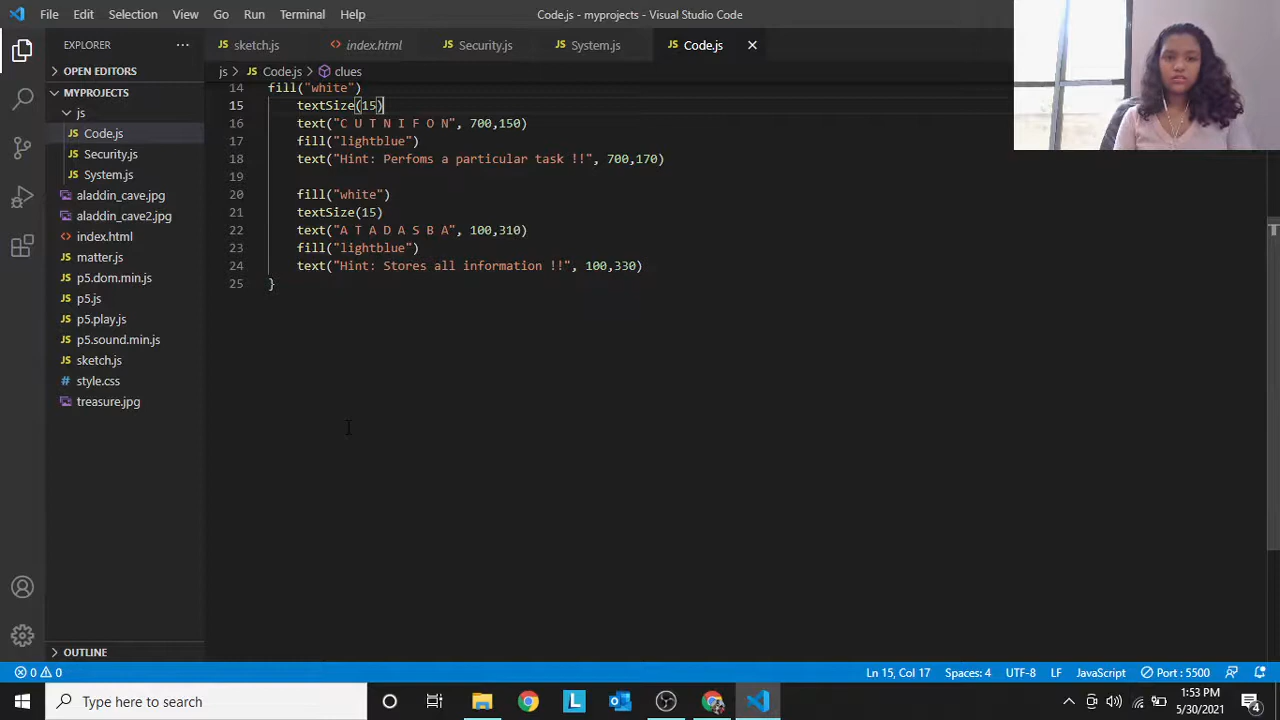 File Edit Selection View Go Run Terminal Help
Code.js - myprojects - Visual Studio Code
EXPLORER
sketch.js
index.html
Security.js
System.js
Code.js
OPEN EDITORS
js > Code.js > clues
MYPROJECTS
js
Code.js
Security.js
System.js
aladdin_cave.jpg
aladdin_cave2.jpg
index.html
matter.js
p5.dom.min.js
p5.js
p5.play.js
p5.sound.min.js
sketch.js
style.css
treasure.jpg
OUTLINE
14 fill("white")
15 textSize(15)
16 text("C U T N I F O N", 700,150)
17 fill("lightblue")
18 text("Hint: Perfoms a particular task !!", 700,170)
19
20 fill("white")
21 textSize(15)
22 text("A T A D A S B A", 100,310)
23 fill("lightblue")
24 text("Hint: Stores all information !!", 100,330)
25 }
0 0
Ln 15, Col 17 Spaces: 4 UTF-8 LF JavaScript Port : 5500
Type here to search
1:53 PM
5/30/2021
4